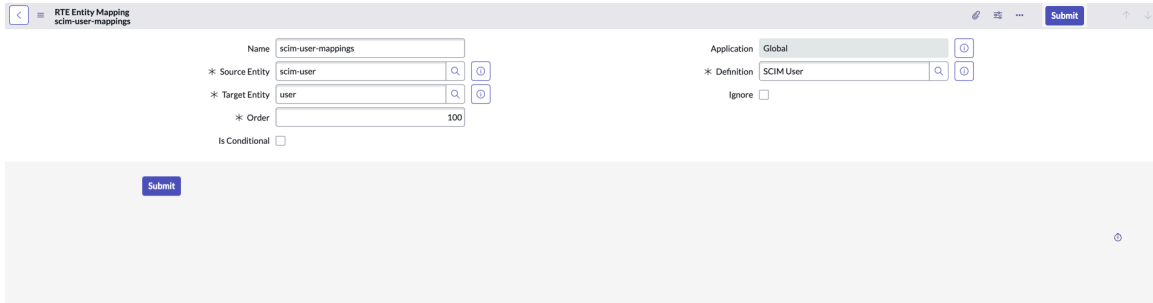 RTE Entity Mapping
scim-user-mappings
Submit
Name scim-user-mappings
Application Global
* Source Entity scim-user
* Definition SCIM User
* Target Entity user
Ignore
* Order 100
Is Conditional
Submit